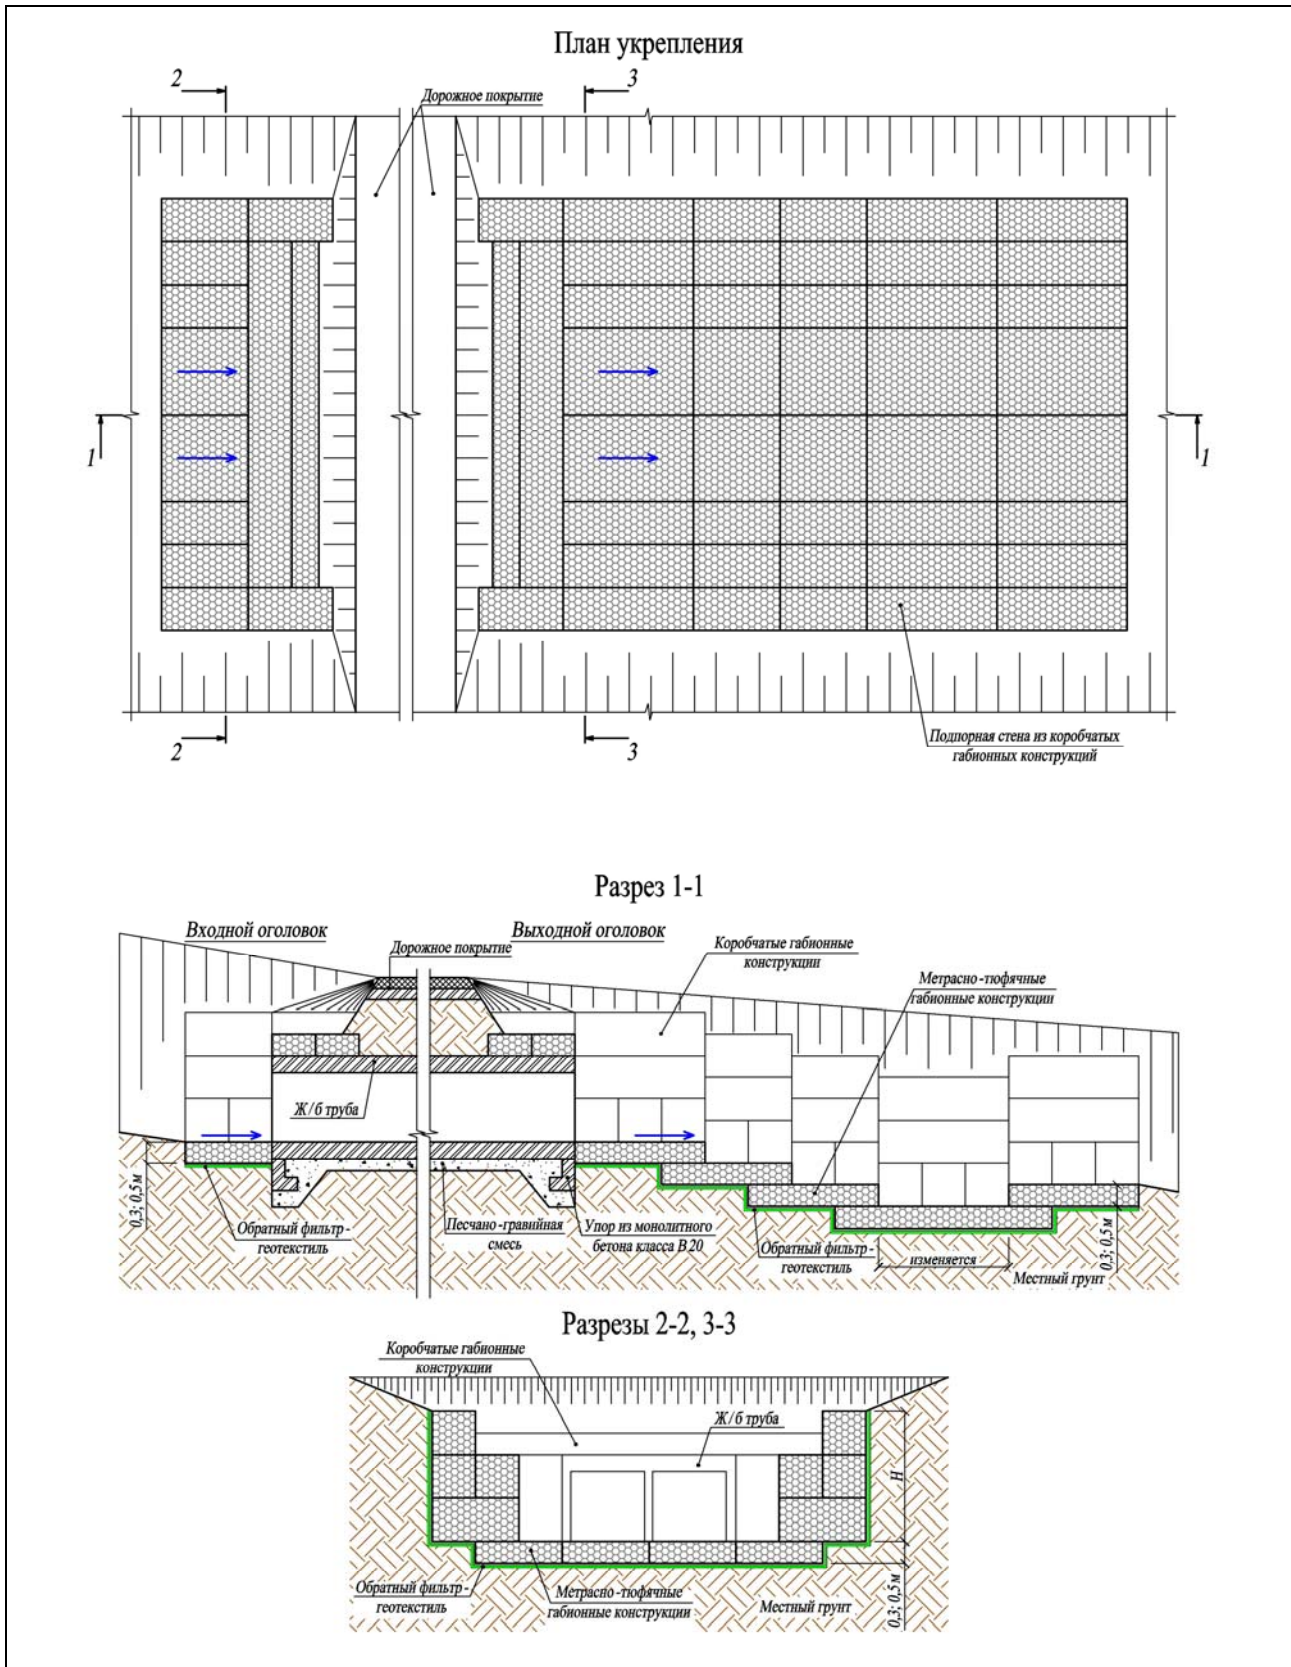 План укрепления
2
3
Дорожное покрытие
1
1
2
3
Подпорная стена из коробчатых
габионных конструкций
Разрез 1-1
Входной оголовок
Выходной оголовок
Дорожное покрытие
Коробчатые габионные
конструкции
Метрасно-тюфячные
габионные конструкции
Ж/б труба
0,3; 0,5м
Обратный фильтр-
геотекстиль
Песчано-гравийная
смесь
Упор из монолитного
бетона класса В20
Обратный фильтр-
геотекстиль
изменяется
Местный грунт
0,3; 0,5м
Разрезы 2-2, 3-3
Коробчатые габионные
конструкции
Ж/б труба
Н
Обратный фильтр-
геотекстиль
Метрасно-тюфячные
габионные конструкции
Местный грунт
0,3; 0,5м